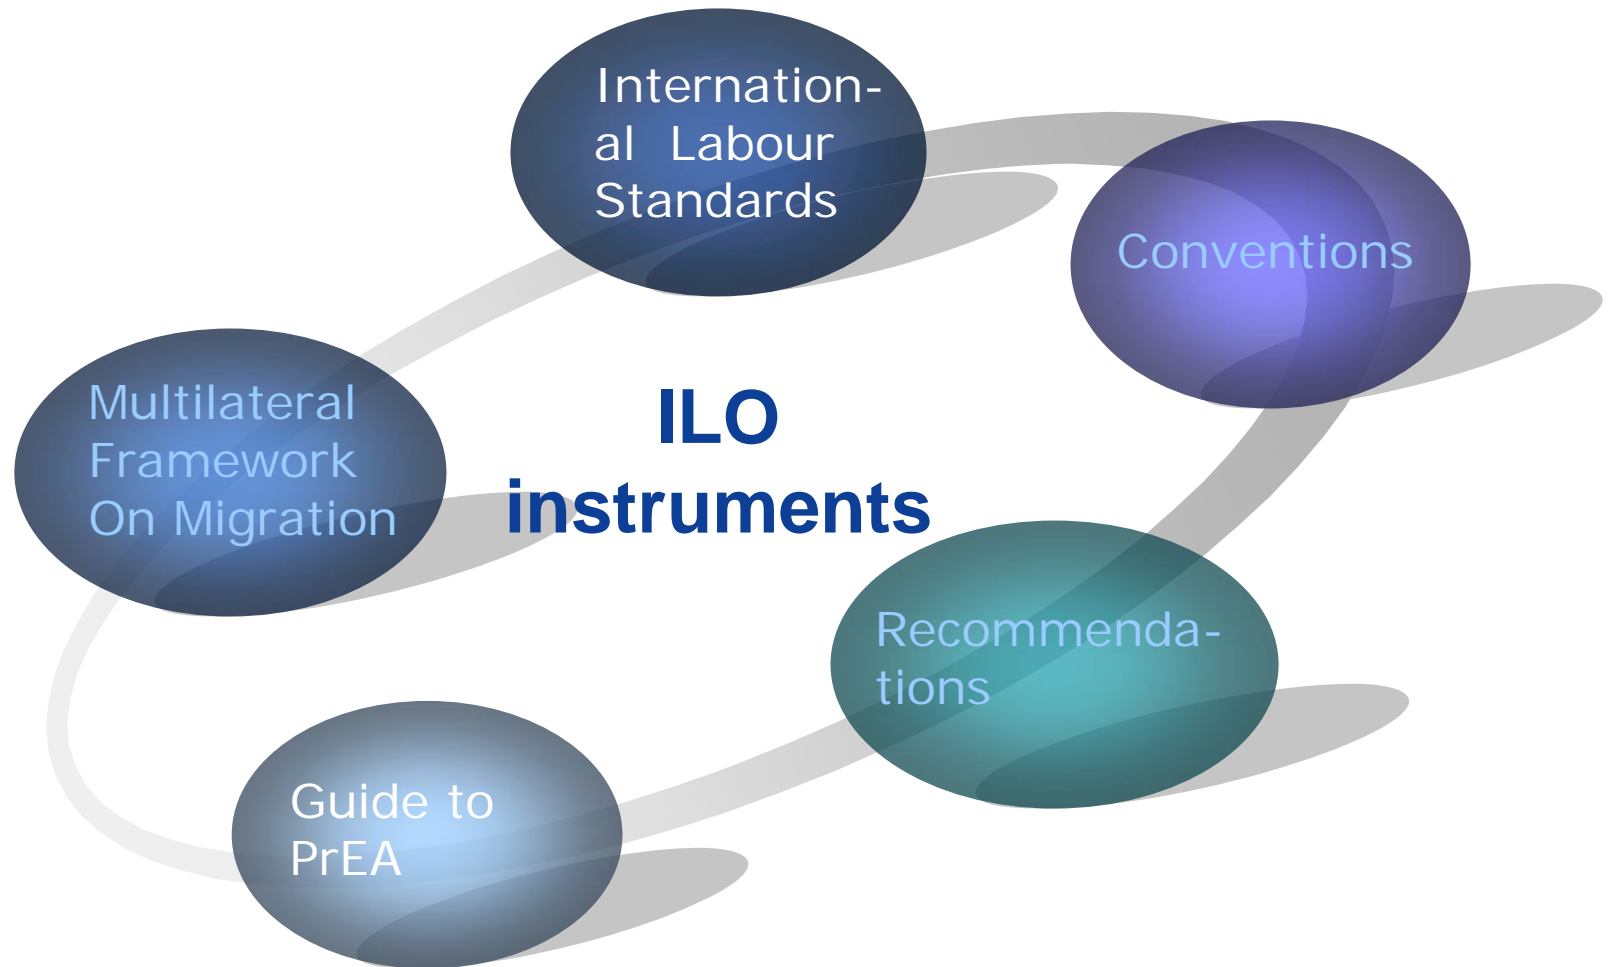 Internation-
al Labour
Standards
Conventions
Multilateral
Framework
On Migration
ILO
instruments
Recommenda-
tions
Guide to
PrEA